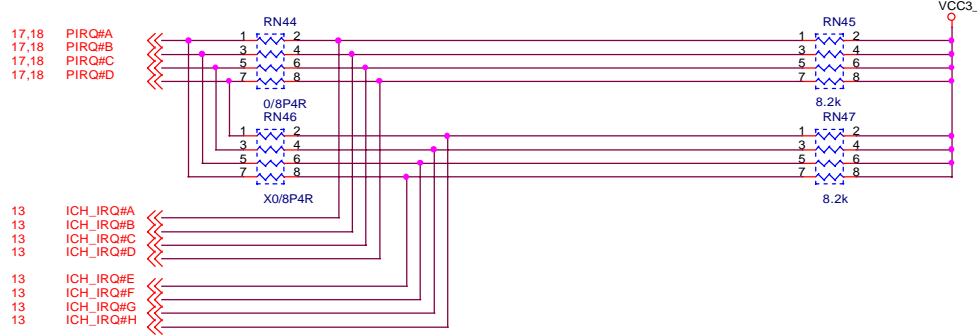 VCC3_
RN44 RN45
17,18 PIRQ#A 1 2 1 2
17,18 PIRQ#B 3 4 3 4
17,18 PIRQ#C 5 6 5 6
17,18 PIRQ#D 7 8 7 8
0/8P4R 8.2k
RN46 RN47
1 2 1 2
3 4 3 4
5 6 5 6
7 8 7 8
X0/8P4R 8.2k
13 ICH_IRQ#A
13 ICH_IRQ#B
13 ICH_IRQ#C
13 ICH_IRQ#D
13 ICH_IRQ#E
13 ICH_IRQ#F
13 ICH_IRQ#G
13 ICH_IRQ#H